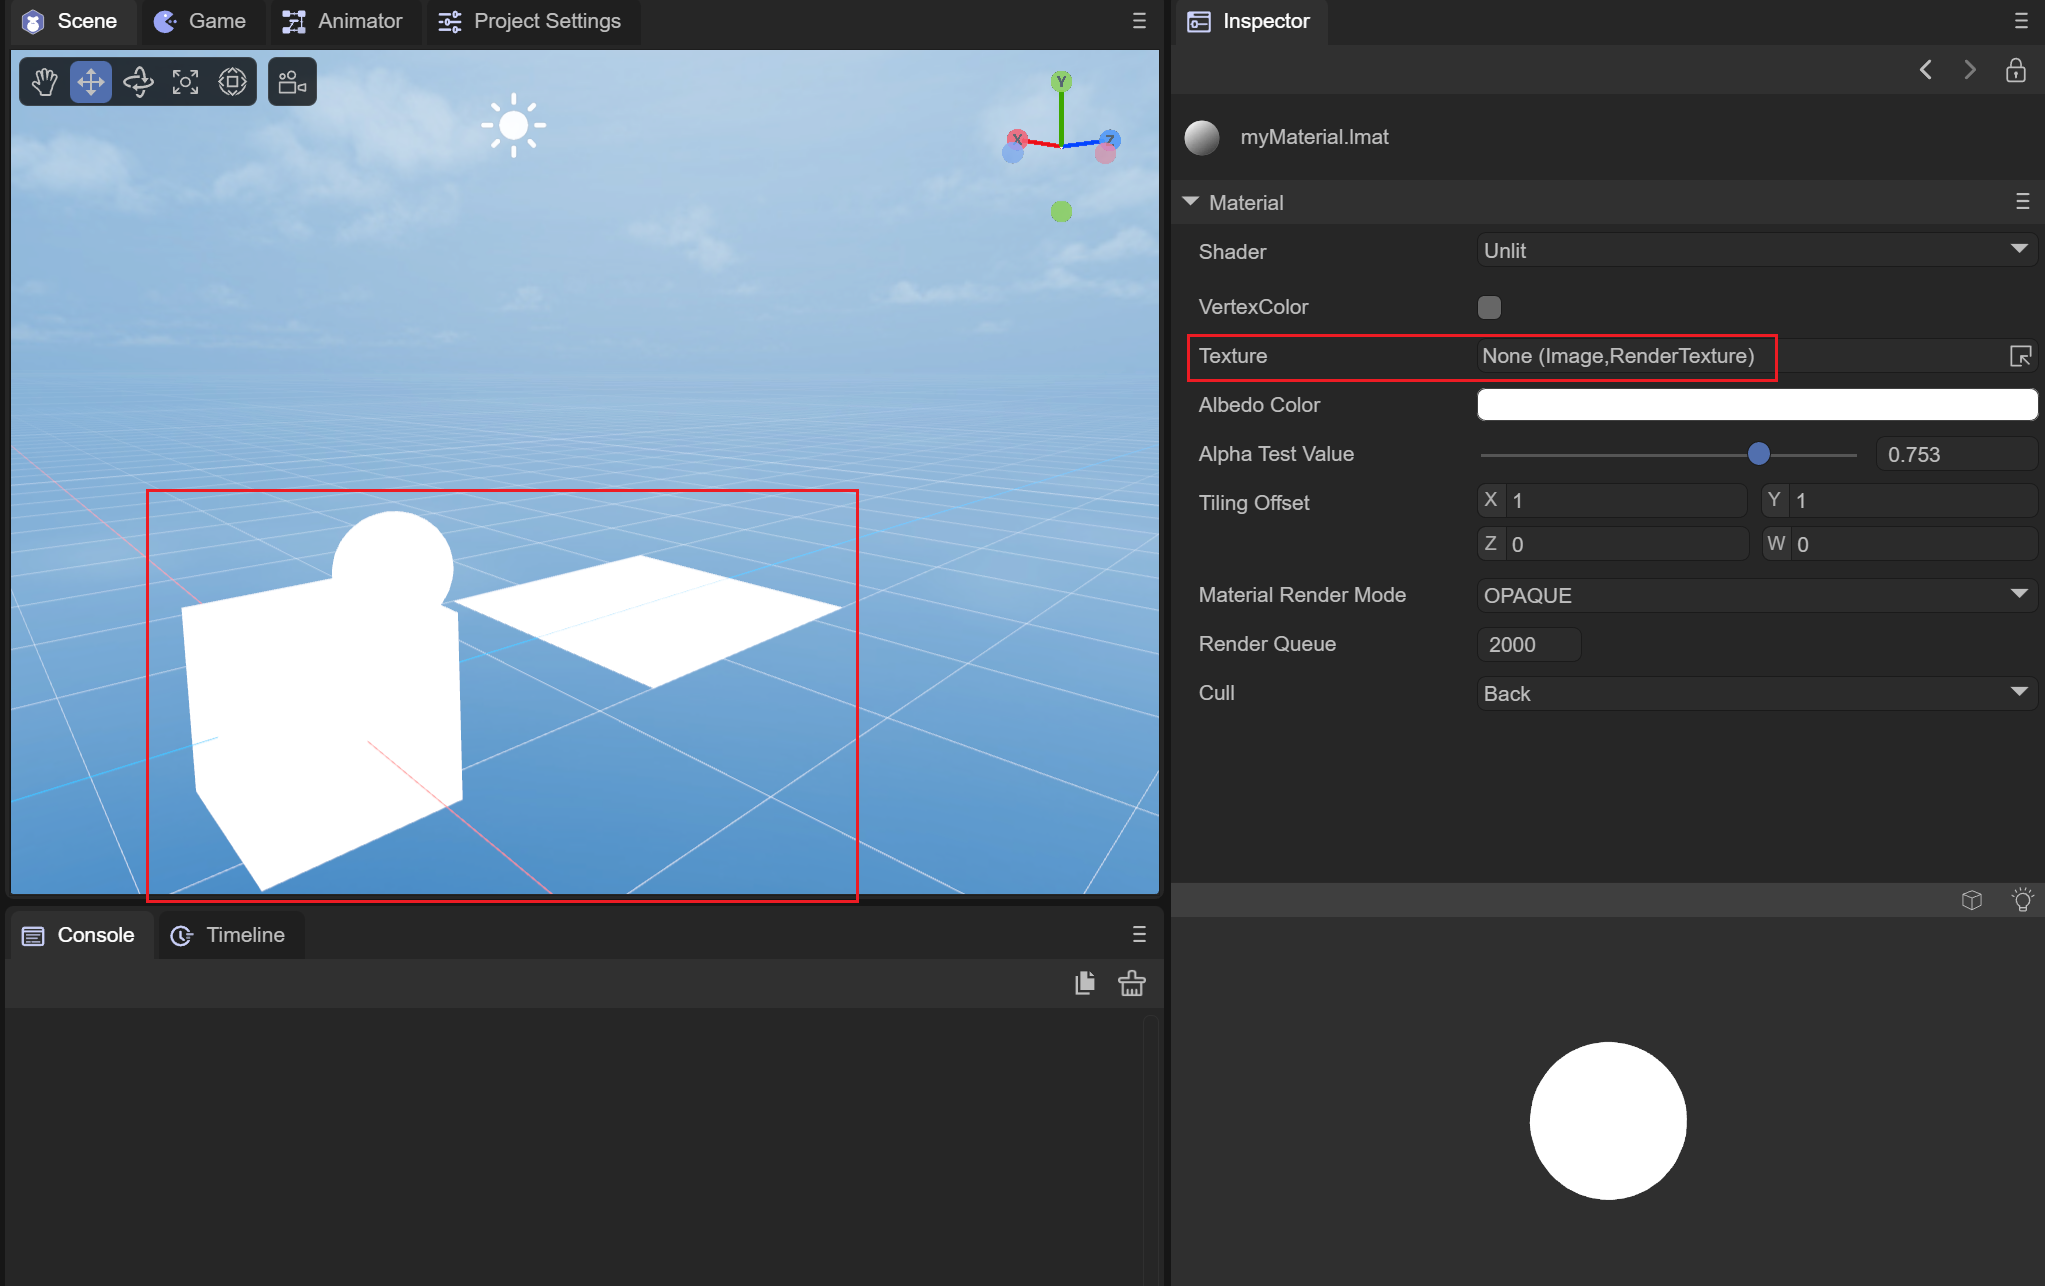 Scene Game Animator Project Settings
Inspector
Y
X Z
myMaterial.lmat
Material
Shader Unlit
VertexColor
Texture None (Image,RenderTexture)
Albedo Color
Alpha Test Value 0.753
Tiling Offset X 1 Y 1
Z 0 W 0
Material Render Mode OPAQUE
Render Queue 2000
Cull Back
Console Timeline